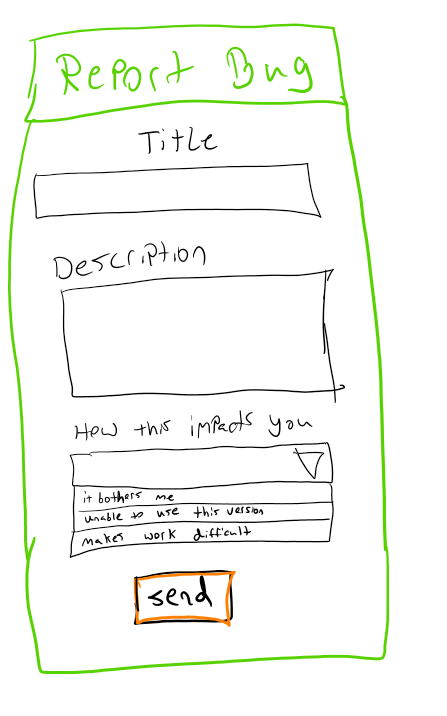 Report Bug
Title
Description
How this impacts you
it bothers me
unable to use this version
makes work difficult
send